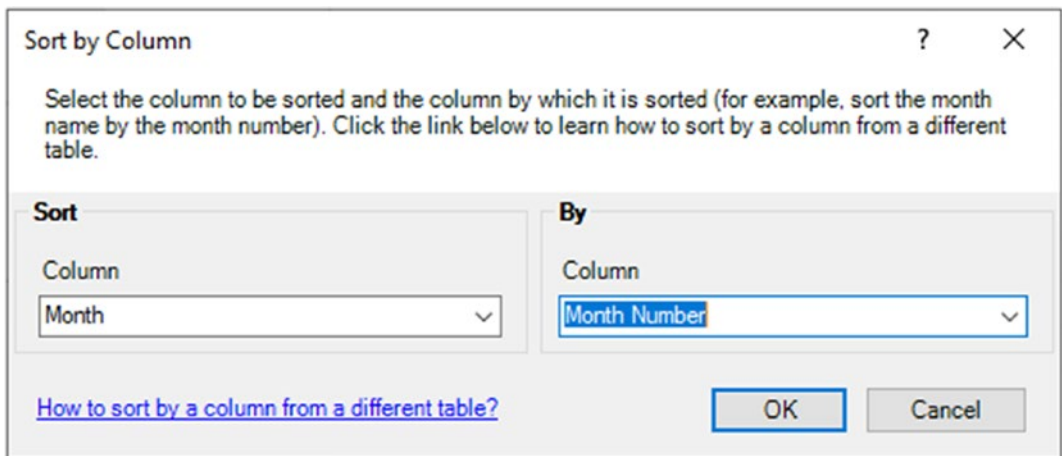 Sort by Column
?
Select the column to be sorted and the column by which it is sorted (for example, sort the month
name by the month number). Click the link below to learn how to sort by a column from a different
table.
Sort
Column
Month
By
Column
Month Number
How to sort by a column from a different table?
OK
Cancel